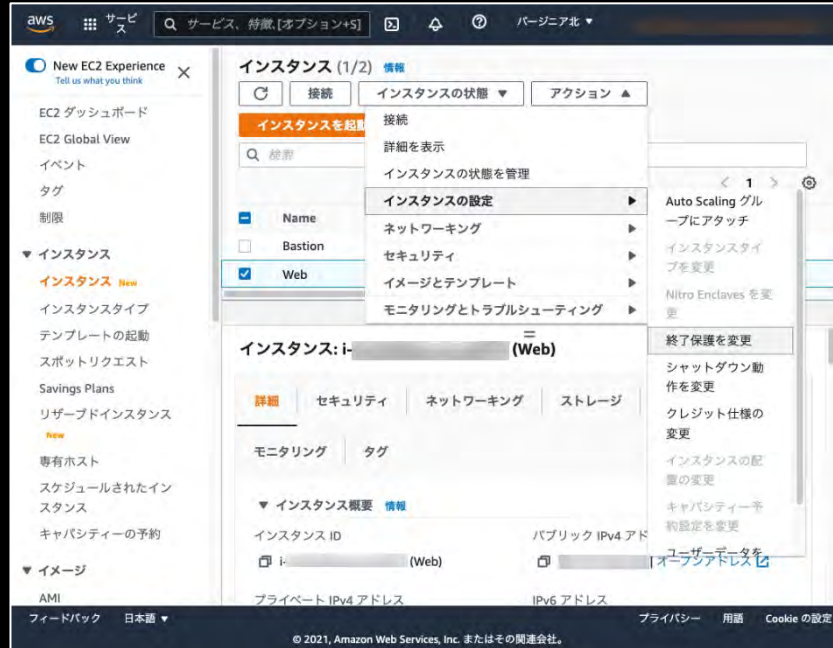 aws
サービス
サービス、特徴、[オプション+S]
バージニア北 ▼
New EC2 Experience
Tell us what you think
EC2 ダッシュボード
EC2 Global View
イベント
タグ
制限
▼ インスタンス
インスタンス New
インスタンスタイプ
テンプレートの起動
スポットリクエスト
Savings Plans
リザーブドインスタンス
New
専有ホスト
スケジュールされたイン
スタンス
キャパシティーの予約
▼ イメージ
AMI
インスタンス (1/2) 情報
接続
インスタンスの状態 ▼
アクション ▲
インスタンスを起動
検索
< 1 >
Name
Bastion
Web
接続
詳細を表示
インスタンスの状態を管理
インスタンスの設定 ▶
ネットワーキング ▶
セキュリティ ▶
イメージとテンプレート ▶
モニタリングとトラブルシューティング ▶
Auto Scaling グル
ープにアタッチ
インスタンスタイ
プを変更
Nitro Enclaves を変
更
終了保護を変更
シャットダウン動
作を変更
クレジット仕様の
変更
インスタンスの配
置の変更
キャパシティー予
約設定を変更
ユーザーデータを
インスタンス: i- (Web)
詳細
セキュリティ
ネットワーキング
ストレージ
モニタリング
タグ
▼ インスタンス概要 情報
インスタンス ID
i- (Web)
パブリック IPv4 アド
オープンアドレス
プライベート IPv4 アドレス
IPv6 アドレス
フィードバック
日本語 ▼
プライバシー
用語
Cookie の設定
© 2021, Amazon Web Services, Inc. またはその関連会社。